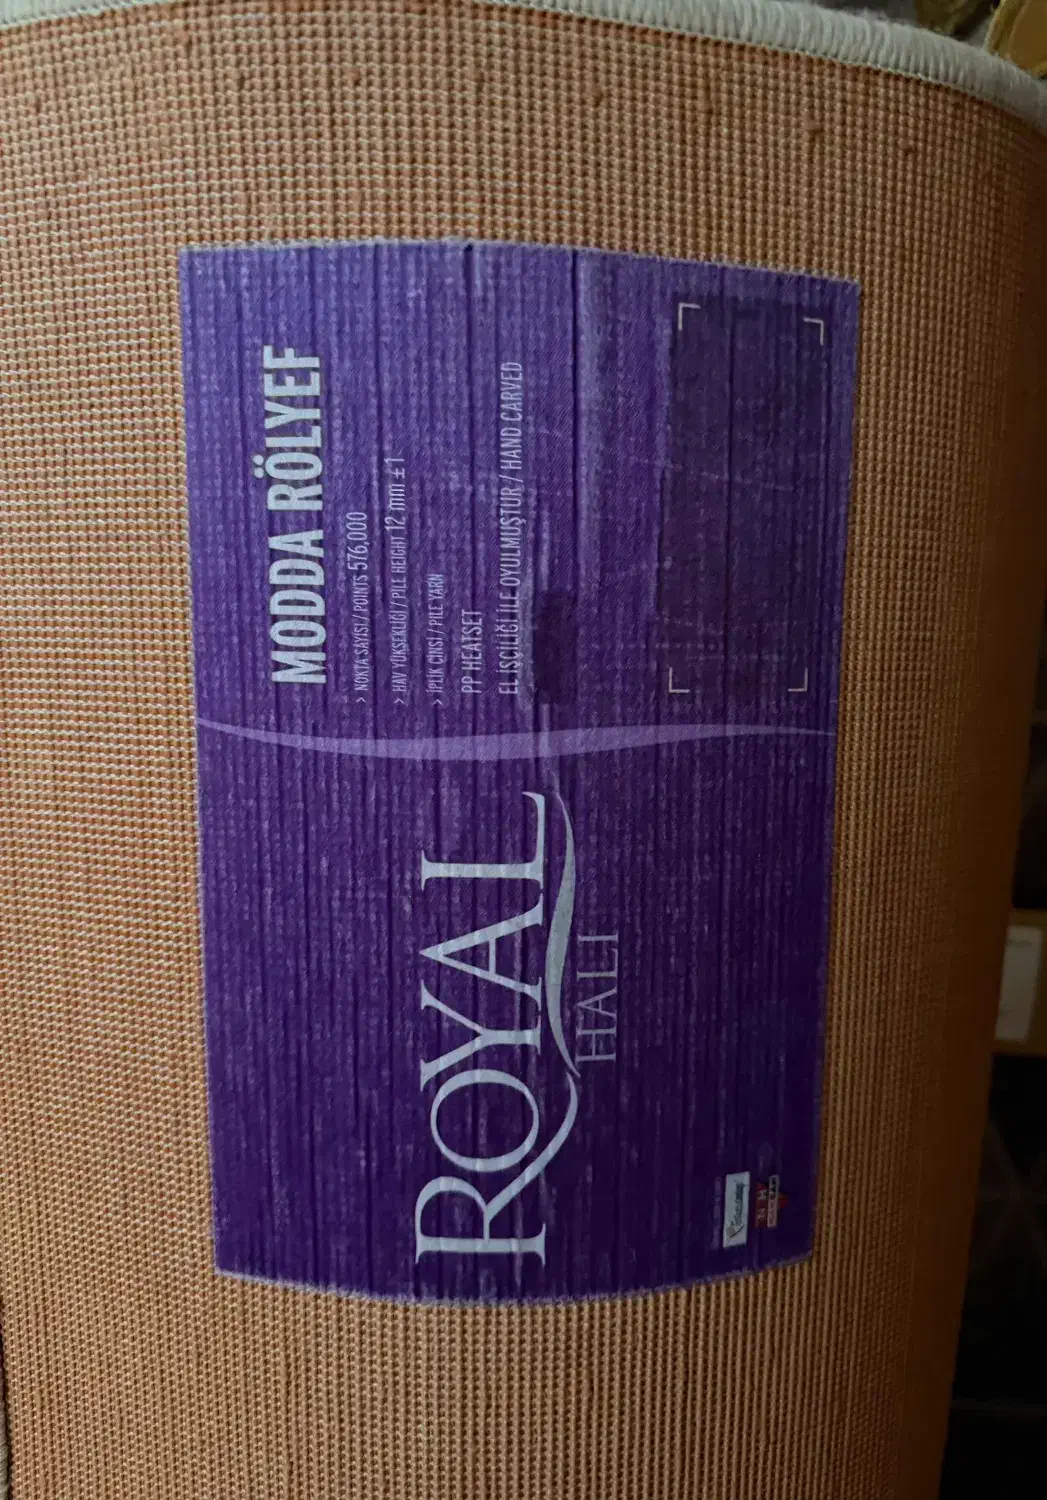 MODDA RÖLYEF
> NOKTA SAYISI / POINTS 576,000
> HAV YÜKSEKLİĞİ / PILE HEIGHT 12 mm ±1
> İPLİK CİNSİ / PILE YARN
PP HEATSET
EL İŞÇİLİĞİ İLE OYULMUŞTUR / HAND CARVED
ROYAL
HALI